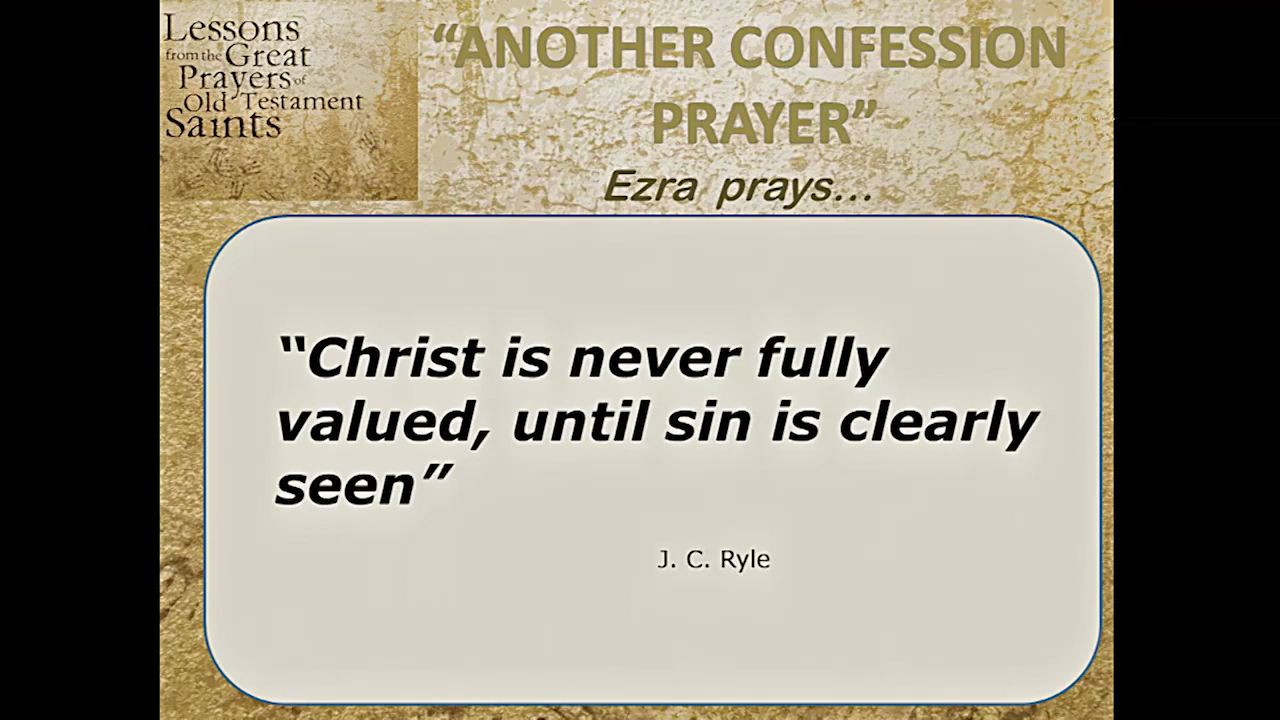 Lessons
from the Great
Prayers of
Old Testament
Saints
“ANOTHER CONFESSION
PRAYER”
Ezra prays...
“Christ is never fully
valued, until sin is clearly
seen”
J. C. Ryle